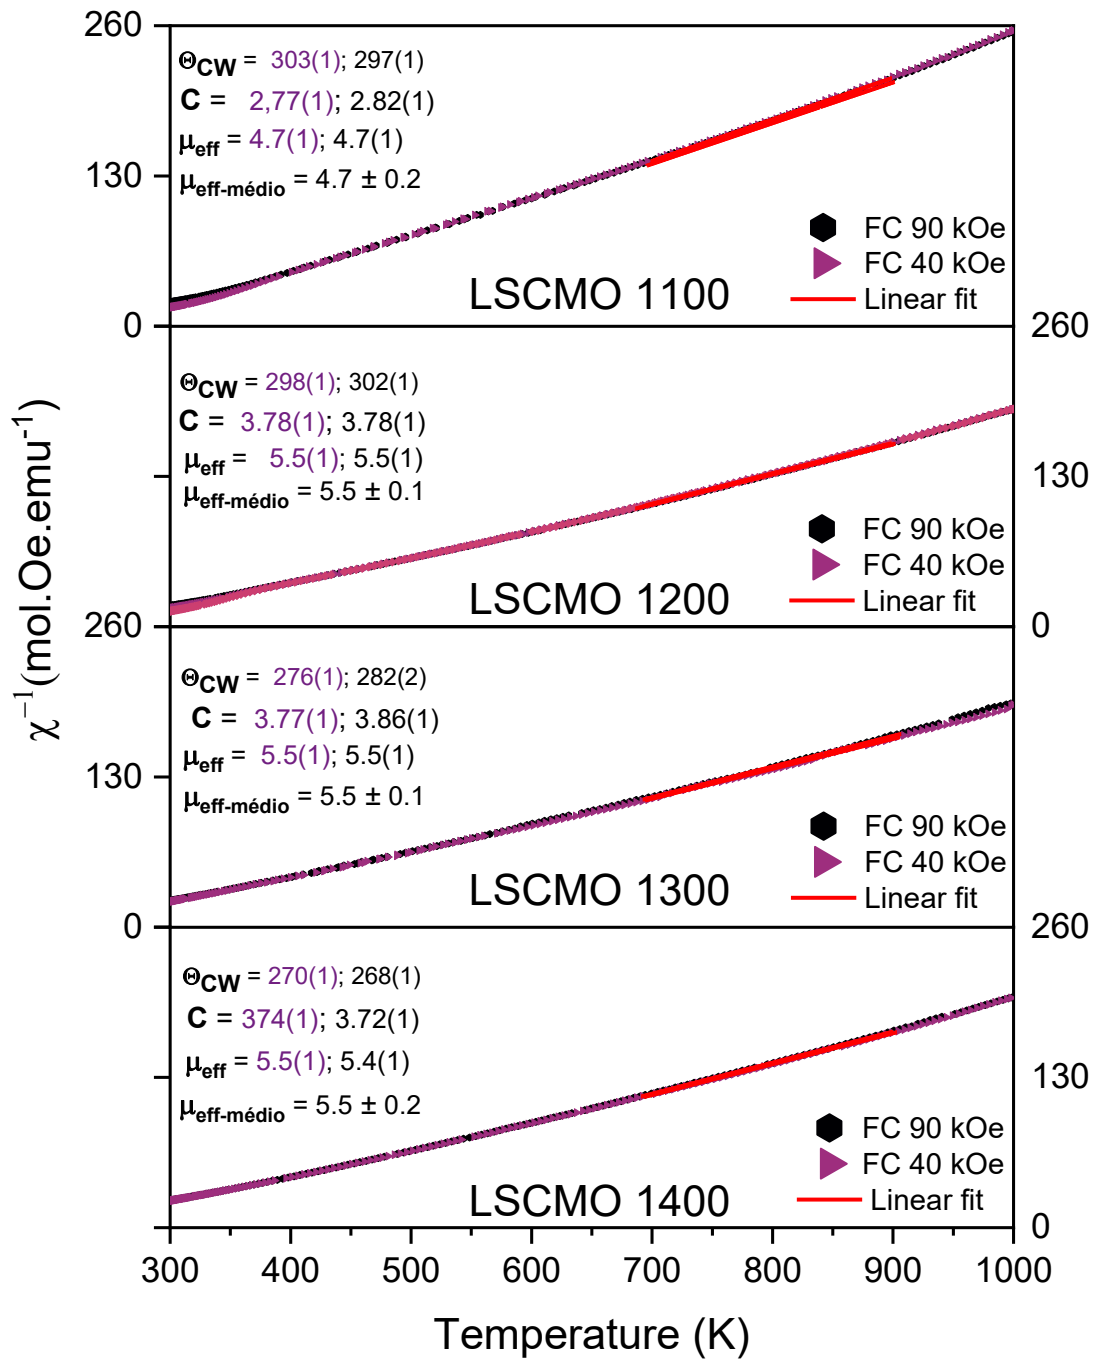 260
ΘCW = 303(1); 297(1)
C = 2,77(1); 2.82(1)
μeff = 4.7(1); 4.7(1)
μeff-médio = 4.7 ± 0.2
130
FC 90 kOe
FC 40 kOe
Linear fit
LSCMO 1100
0
260
ΘCW = 298(1); 302(1)
C = 3.78(1); 3.78(1)
μeff = 5.5(1); 5.5(1)
μeff-médio = 5.5 ± 0.1
130
FC 90 kOe
FC 40 kOe
Linear fit
LSCMO 1200
260
0
ΘCW = 276(1); 282(2)
C = 3.77(1); 3.86(1)
μeff = 5.5(1); 5.5(1)
μeff-médio = 5.5 ± 0.1
130
FC 90 kOe
FC 40 kOe
Linear fit
LSCMO 1300
0
260
ΘCW = 270(1); 268(1)
C = 374(1); 3.72(1)
μeff = 5.5(1); 5.4(1)
μeff-médio = 5.5 ± 0.2
130
FC 90 kOe
FC 40 kOe
Linear fit
LSCMO 1400
0
300 400 500 600 700 800 900 1000
Temperature (K)
χ⁻¹(mol.Oe.emu⁻¹)